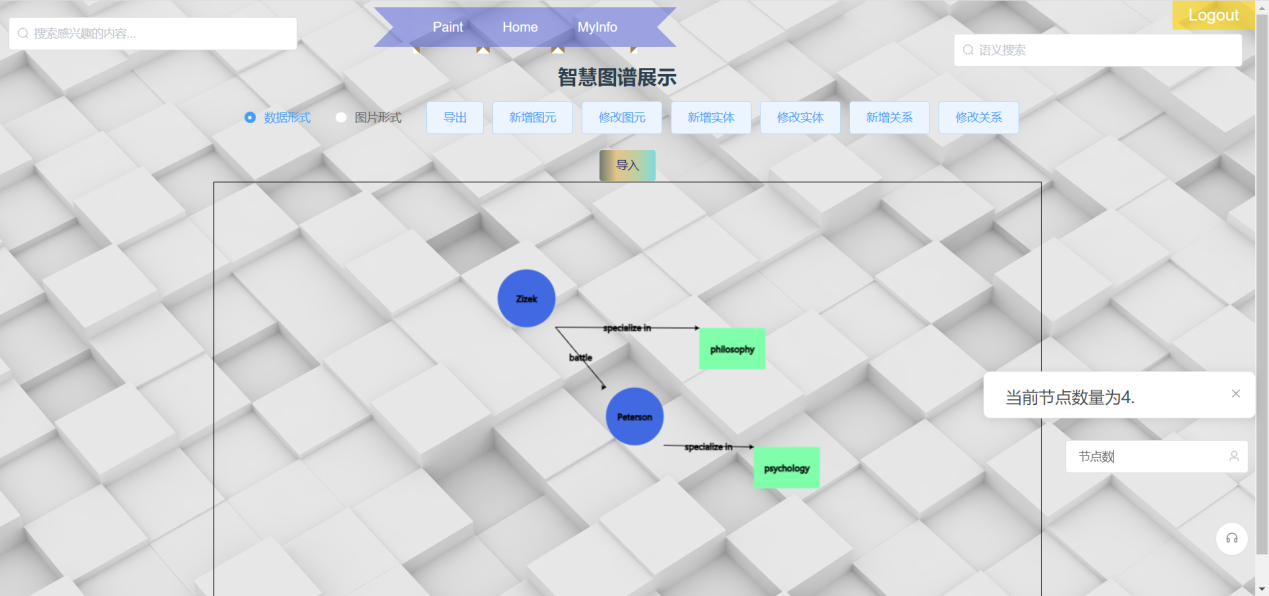 Paint Home MyInfo
Logout
搜索感兴趣的内容...
语义搜索
智慧图谱展示
数据形式 图片形式 导出 新增图元 修改图元 新增实体 修改实体 新增关系 修改关系
导入
Zizek
specialize in
philosophy
battle
Peterson
specialize in
psychology
当前节点数量为4.
节点数